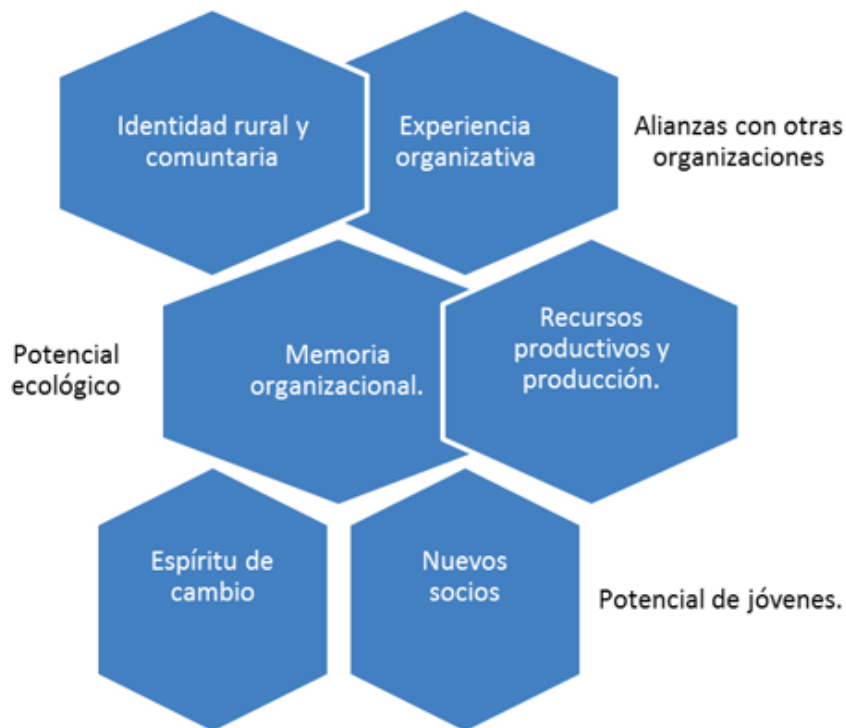 Identidad rural y
comuntaria
Experiencia
organizativa
Alianzas con otras
organizaciones
Potencial
ecológico
Memoria
organizacional.
Recursos
productivos y
producción.
Espíritu de
cambio
Nuevos
socios
Potencial de jóvenes.